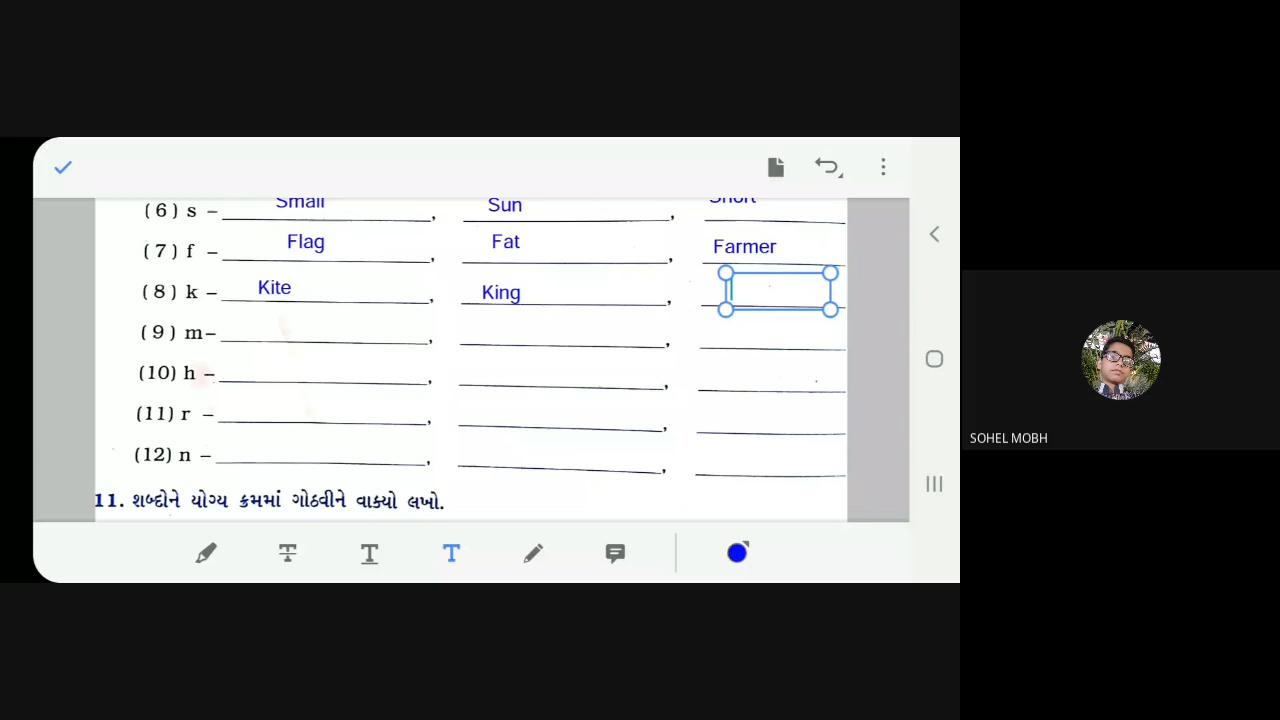 (6) s – Small, Sun, Short
(7) f – Flag, Fat, Farmer
(8) k – Kite, King,
(9) m– , ,
(10) h – , ,
(11) r – , ,
(12) n – , ,
11. શબ્દોને યોગ્ય ક્રમમાં ગોઠવીને વાક્યો લખો.
SOHEL MOBH